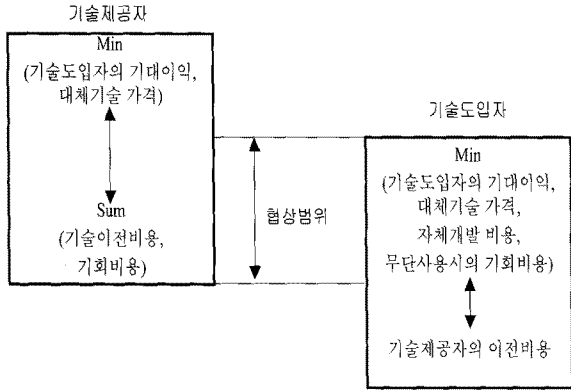 기술제공자
Min
(기술도입자의 기대이익,
대체기술 가격)
Sum
(기술이전비용,
기회비용)
협상범위
기술도입자
Min
(기술도입자의 기대이익,
대체기술 가격,
자체개발 비용,
무단사용시의 기회비용)
기술제공자의 이전비용